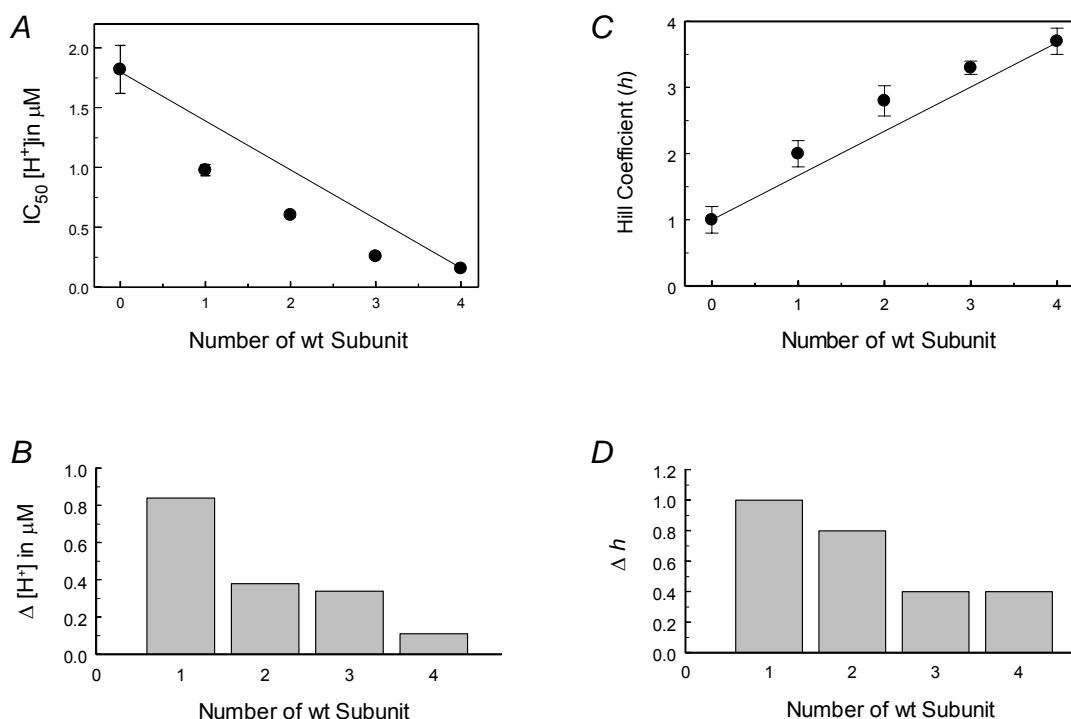 A
IC50 [H+]in μM
2.0
1.5
1.0
0.5
0.0
0 1 2 3 4
Number of wt Subunit
C
Hill Coefficient (h)
4
3
2
1
0
0 1 2 3 4
Number of wt Subunit
B
Δ [H+] in μM
1.0
0.8
0.6
0.4
0.2
0.0
0 1 2 3 4
Number of wt Subunit
D
Δ h
1.2
1.0
0.8
0.6
0.4
0.2
0.0
0 1 2 3 4
Number of wt Subunit